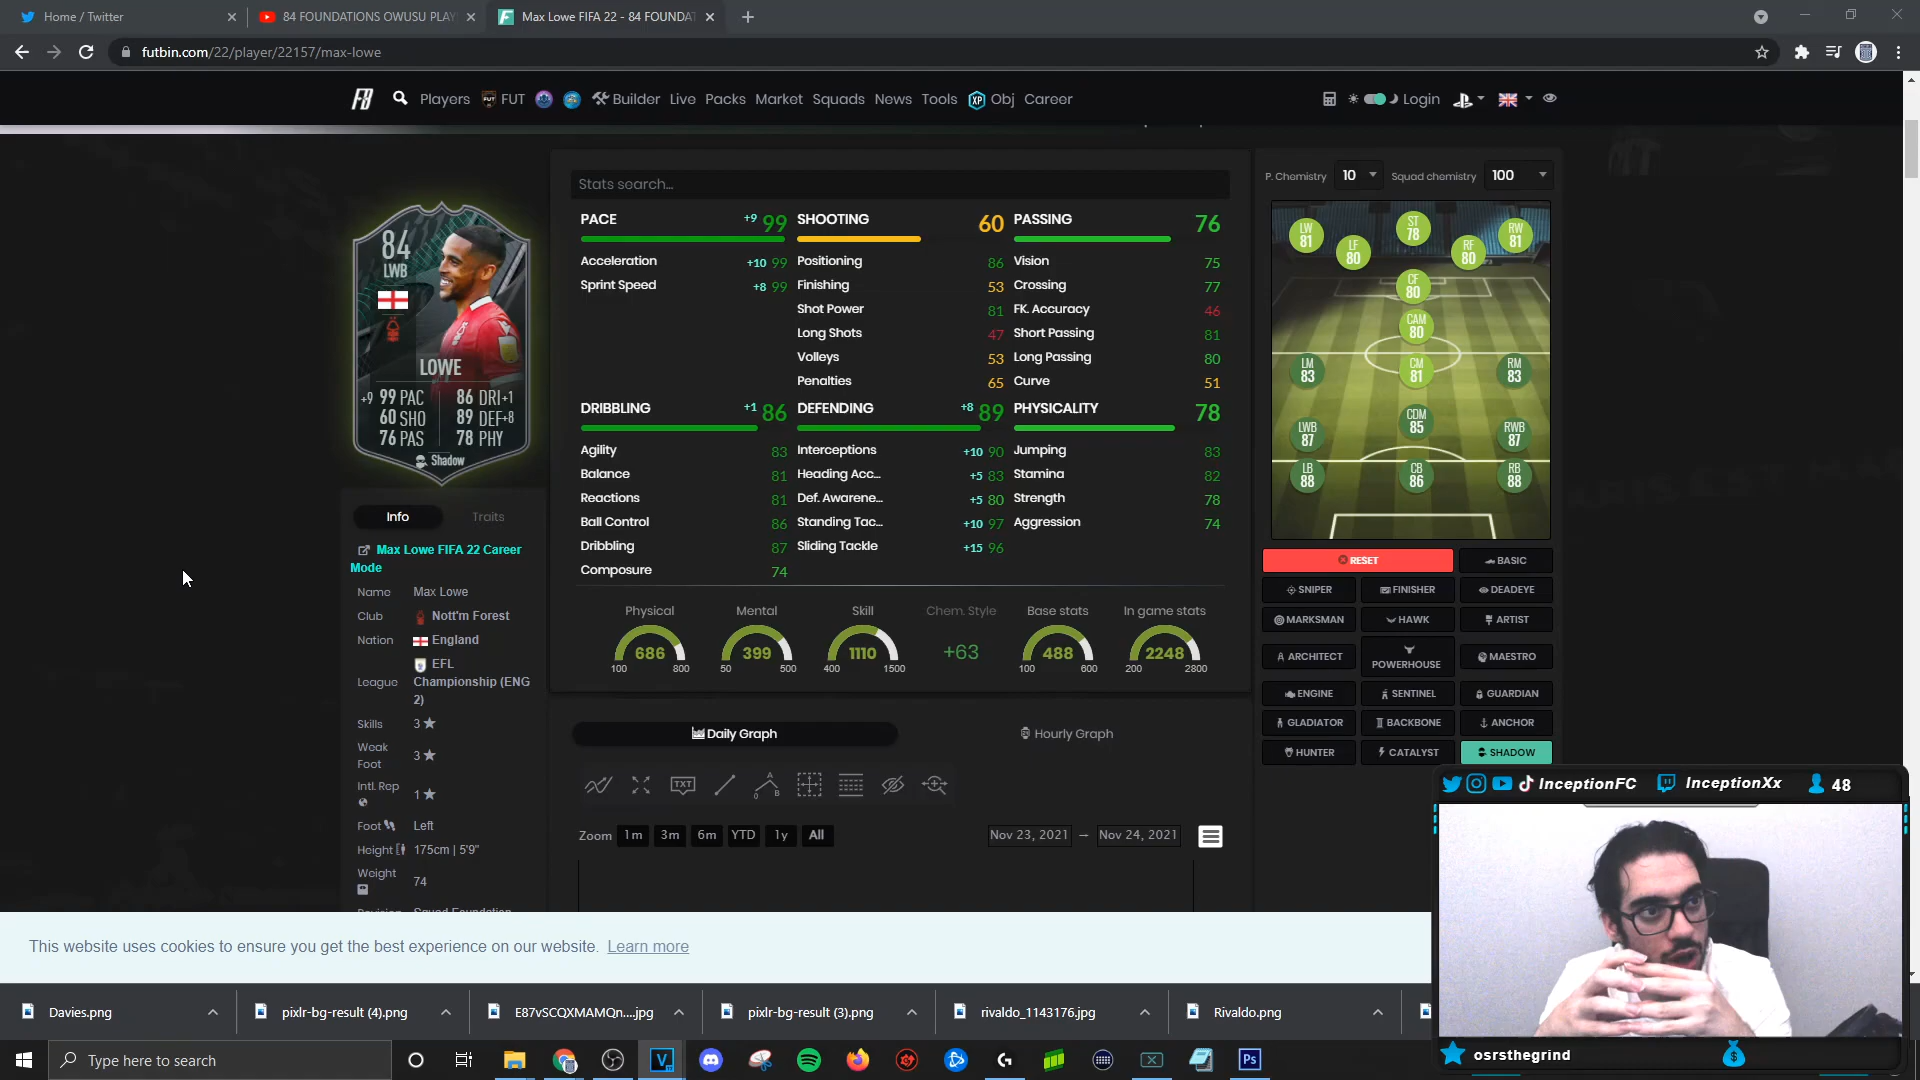 Home / Twitter
84 FOUNDATIONS OWUSU PLAY
Max Lowe FIFA 22 - 84 FOUNDAT
futbin.com/22/player/22157/max-lowe
Players FUT Builder Live Packs Market Squads News Tools XP Obj Career Login
Stats search...
P. Chemistry 10 Squad chemistry 100
PACE +9 99
Acceleration +10 99
Sprint Speed +8 99
SHOOTING 60
Positioning 86
Finishing 53
Shot Power 81
Long Shots 47
Volleys 53
Penalties 65
PASSING 76
Vision 75
Crossing 77
FK. Accuracy 46
Short Passing 81
Long Passing 80
Curve 51
DRIBBLING +1 86
Agility 83
Balance 81
Reactions 81
Ball Control 86
Dribbling 87
Composure 74
DEFENDING +8 89
Interceptions +10 90
Heading Acc... +5 83
Def. Awarene... +5 80
Standing Tac... +10 97
Sliding Tackle +15 96
PHYSICALITY 78
Jumping 83
Stamina 82
Strength 78
Aggression 74
84
LWB
LOWE
+9 99 PAC 86 DRI+1
60 SHO 89 DEF+8
76 PAS 78 PHY
Shadow
Info Traits
Max Lowe FIFA 22 Career
Mode
Name Max Lowe
Club Nott'm Forest
Nation England
League EFL
Championship (ENG
2)
Skills 3
Weak
Foot 3
Intl. Rep 1
Foot Left
Height 175cm | 5'9"
Weight 74
Physical Mental Skill Chem. Style Base stats In game stats
686 399 1110 +63 488 2248
100 800 50 500 400 1500 100 600 200 2800
Daily Graph Hourly Graph
TXT
Zoom 1m 3m 6m YTD 1y All Nov 23, 2021 → Nov 24, 2021
LW 81
ST 78
RW 81
LF 80
RF 80
CF 80
CAM 80
LM 83
CM 81
RM 83
CDM 85
LWB 87
RWB 87
LB 88
CB 86
RB 88
RESET BASIC
SNIPER FINISHER DEADEYE
MARKSMAN HAWK ARTIST
ARCHITECT POWERHOUSE MAESTRO
ENGINE SENTINEL GUARDIAN
GLADIATOR BACKBONE ANCHOR
HUNTER CATALYST SHADOW
InceptionFC InceptionXx 48
This website uses cookies to ensure you get the best experience on our website. Learn more
Davies.png
pixlr-bg-result (4).png
E87vSCQXMAMQn....jpg
pixlr-bg-result (3).png
rivaldo_1143176.jpg
Rivaldo.png
osrsthegrind
Type here to search
Ps